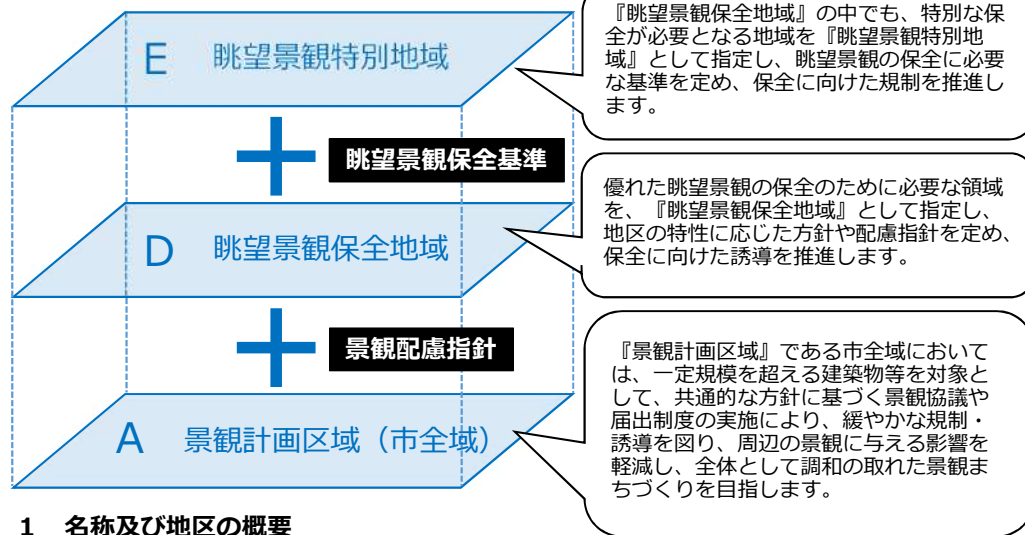 『眺望景観保全地域』の中でも、特別な保
全が必要となる地域を『眺望景観特別地
域』として指定し、眺望景観の保全に必要
な基準を定め、保全に向けた規制を推進し
ます。
E 眺望景観特別地域
眺望景観保全基準
優れた眺望景観の保全のために必要な領域
を、『眺望景観保全地域』として指定し、
地区の特性に応じた方針や配慮指針を定め、
保全に向けた誘導を推進します。
D 眺望景観保全地域
景観配慮指針
『景観計画区域』である市全域において
は、一定規模を超える建築物等を対象と
して、共通的な方針に基づく景観協議や
届出制度の実施により、緩やかな規制・
誘導を図り、周辺の景観に与える影響を
軽減し、全体として調和の取れた景観ま
ちづくりを目指します。
A 景観計画区域（市全域）
1 名称及び地区の概要